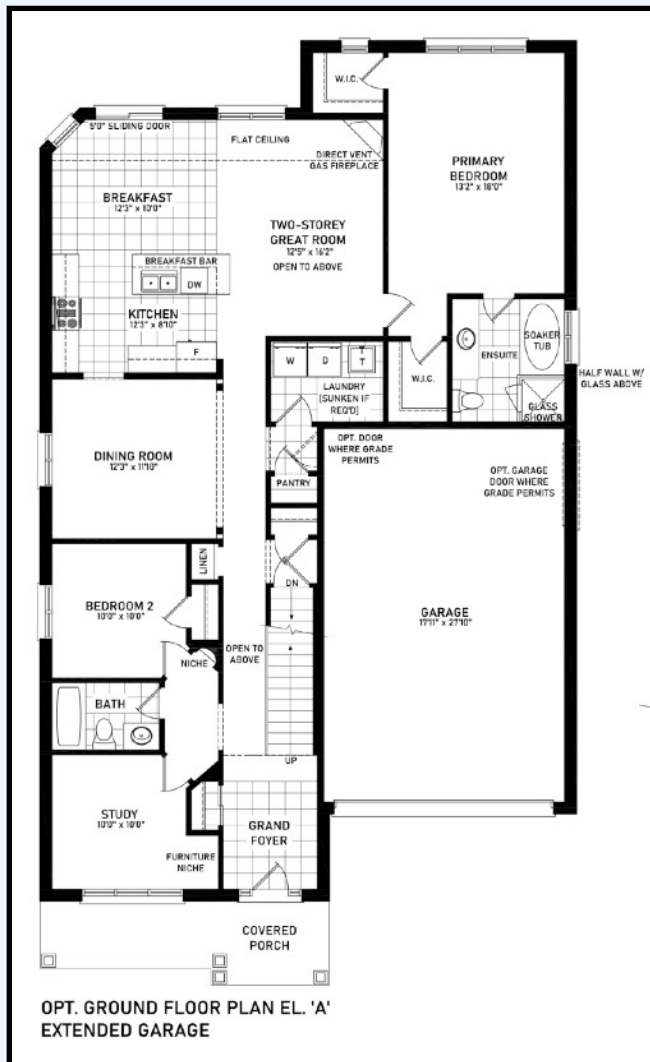 W.I.C.
5'0" SLIDING DOOR
FLAT CEILING
DIRECT VENT
GAS FIREPLACE
PRIMARY
BEDROOM
13'2" x 18'0"
BREAKFAST
12'3" x 10'0"
TWO-STOREY
GREAT ROOM
12'5" x 16'2"
OPEN TO ABOVE
BREAKFAST BAR
DW
KITCHEN
12'3" x 8'10"
F
W
D
T
LAUNDRY
(SUNKEN IF
REQ'D)
W.I.C.
ENSUITE
SOAKER
TUB
GLASS
SHOWER
HALF WALL W/
GLASS ABOVE
DINING ROOM
12'3" x 11'10"
PANTRY
OPT. DOOR
WHERE GRADE
PERMITS
OPT. GARAGE
DOOR WHERE
GRADE PERMITS
LINEN
DN
BEDROOM 2
10'0" x 10'0"
GARAGE
17'11" x 27'10"
NICHE
OPEN TO
ABOVE
BATH
UP
STUDY
10'0" x 10'0"
GRAND
FOYER
FURNITURE
NICHE
COVERED
PORCH
OPT. GROUND FLOOR PLAN EL. 'A'
EXTENDED GARAGE